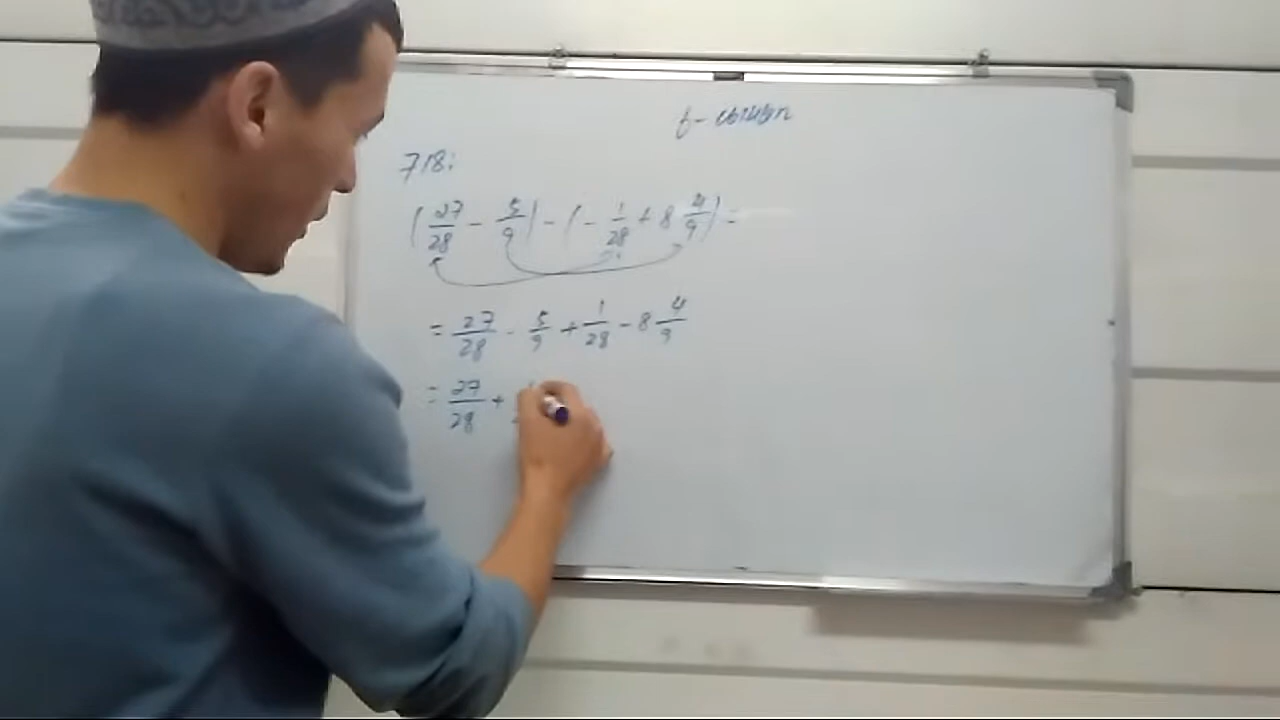 718:
(27/28 - 5/9) - (- 1/28 + 8 4/9) =
= 27/28 - 5/9 + 1/28 - 8 4/9
= 27/28 +